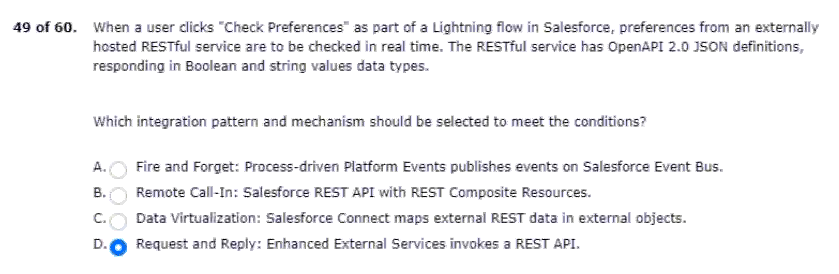 49 of 60. When a user clicks "Check Preferences" as part of a Lightning flow in Salesforce, preferences from an externally
hosted RESTful service are to be checked in real time. The RESTful service has OpenAPI 2.0 JSON definitions,
responding in Boolean and string values data types.
Which integration pattern and mechanism should be selected to meet the conditions?
A. Fire and Forget: Process-driven Platform Events publishes events on Salesforce Event Bus.
B. Remote Call-In: Salesforce REST API with REST Composite Resources.
C. Data Virtualization: Salesforce Connect maps external REST data in external objects.
D. Request and Reply: Enhanced External Services invokes a REST API.